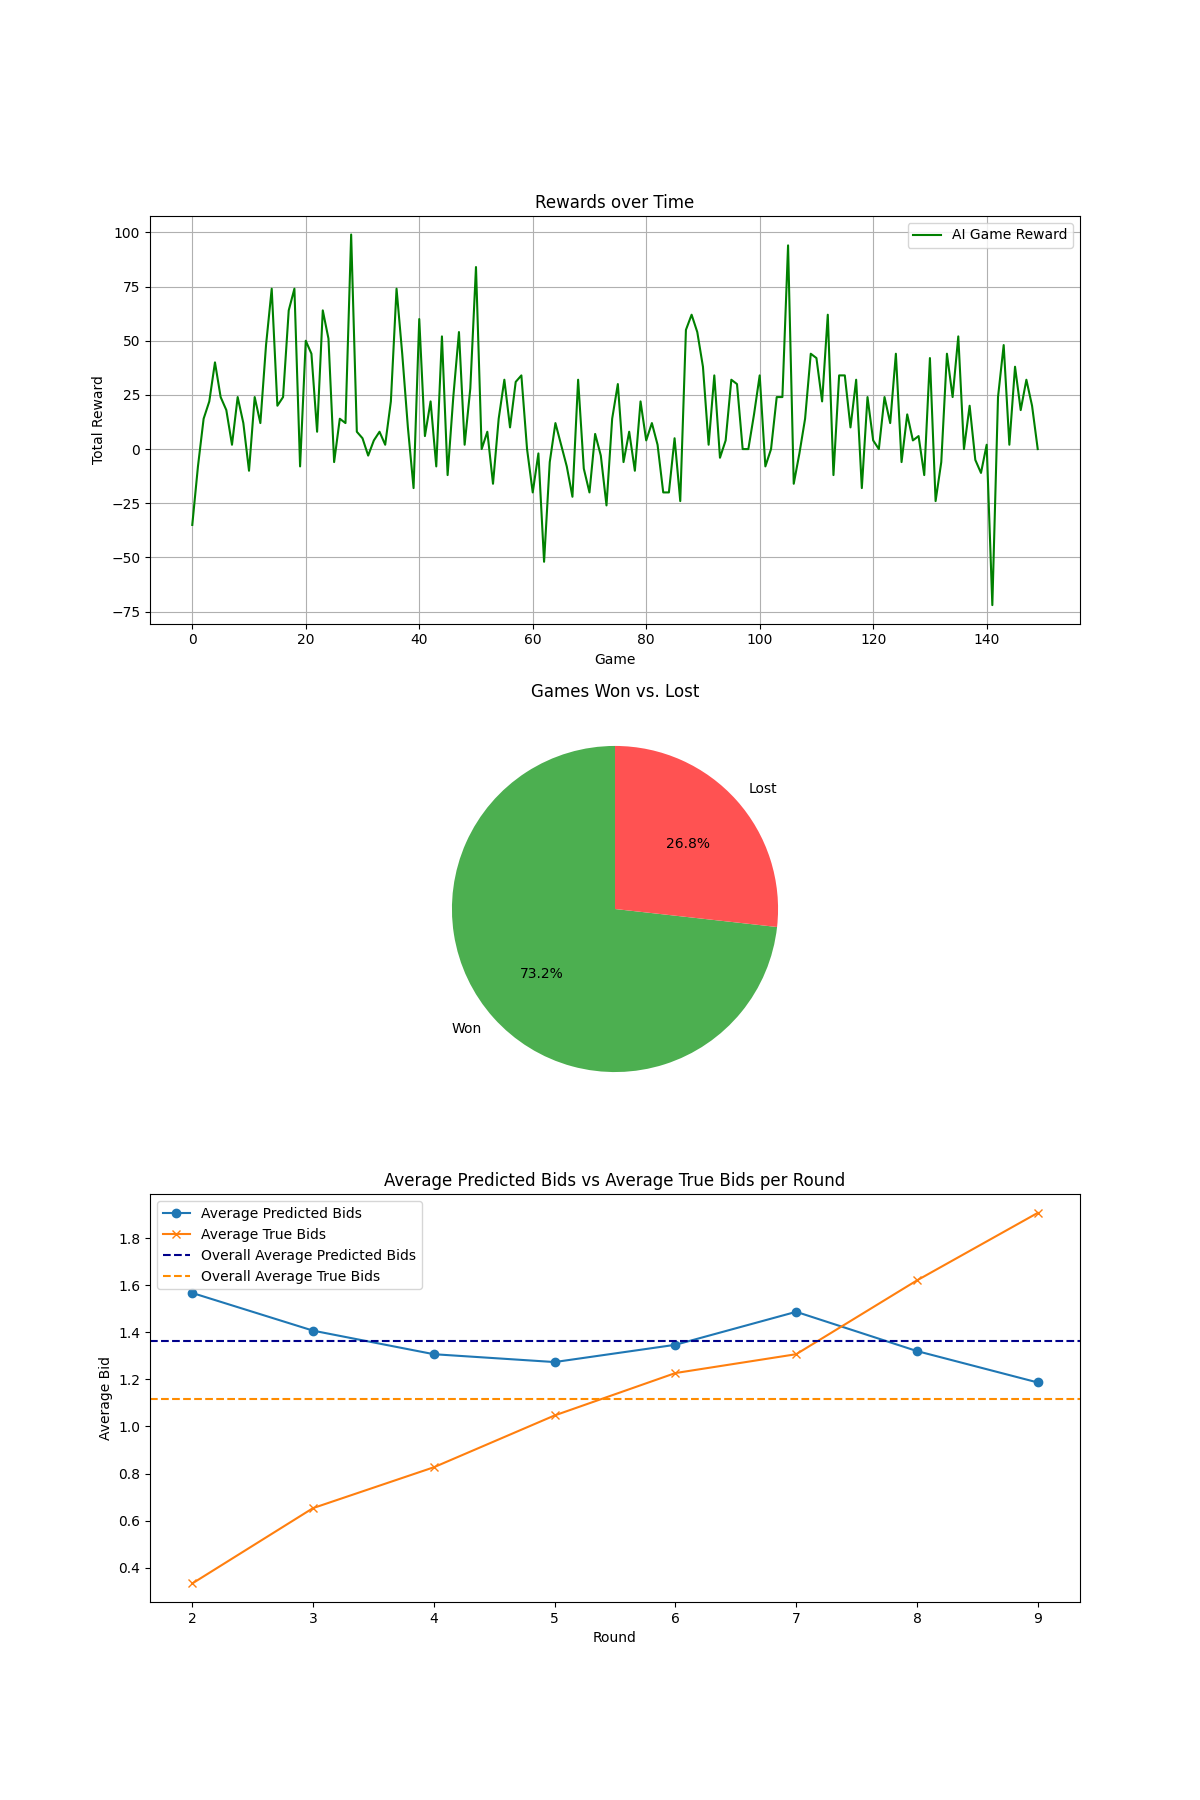 Rewards over Time
AI Game Reward
100
75
50
25
0
−25
−50
−75
Total Reward
0 20 40 60 80 100 120 140
Game
Games Won vs. Lost
Lost
26.8%
73.2%
Won
Average Predicted Bids vs Average True Bids per Round
Average Predicted Bids
Average True Bids
Overall Average Predicted Bids
Overall Average True Bids
1.8
1.6
1.4
1.2
1.0
0.8
0.6
0.4
Average Bid
2 3 4 5 6 7 8 9
Round